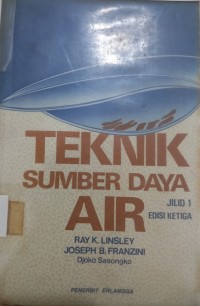 TEKNIK
SUMBER DAYA
AIR
JILID 1
EDISI KETIGA
RAY K. LINSLEY
JOSEPH B. FRANZINI
Djoko Sasongko
PENERBIT ERLANGGA